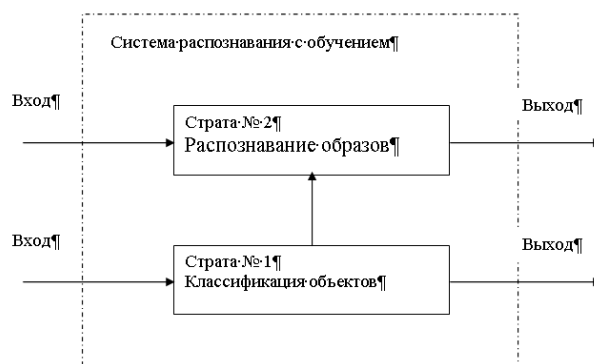 Система·распознавания·с·обучением¶
Вход¶
Выход¶
Страта·№·2¶
Распознавание·образов¶
Вход¶
Выход¶
Страта·№·1¶
Классификация·объектов¶